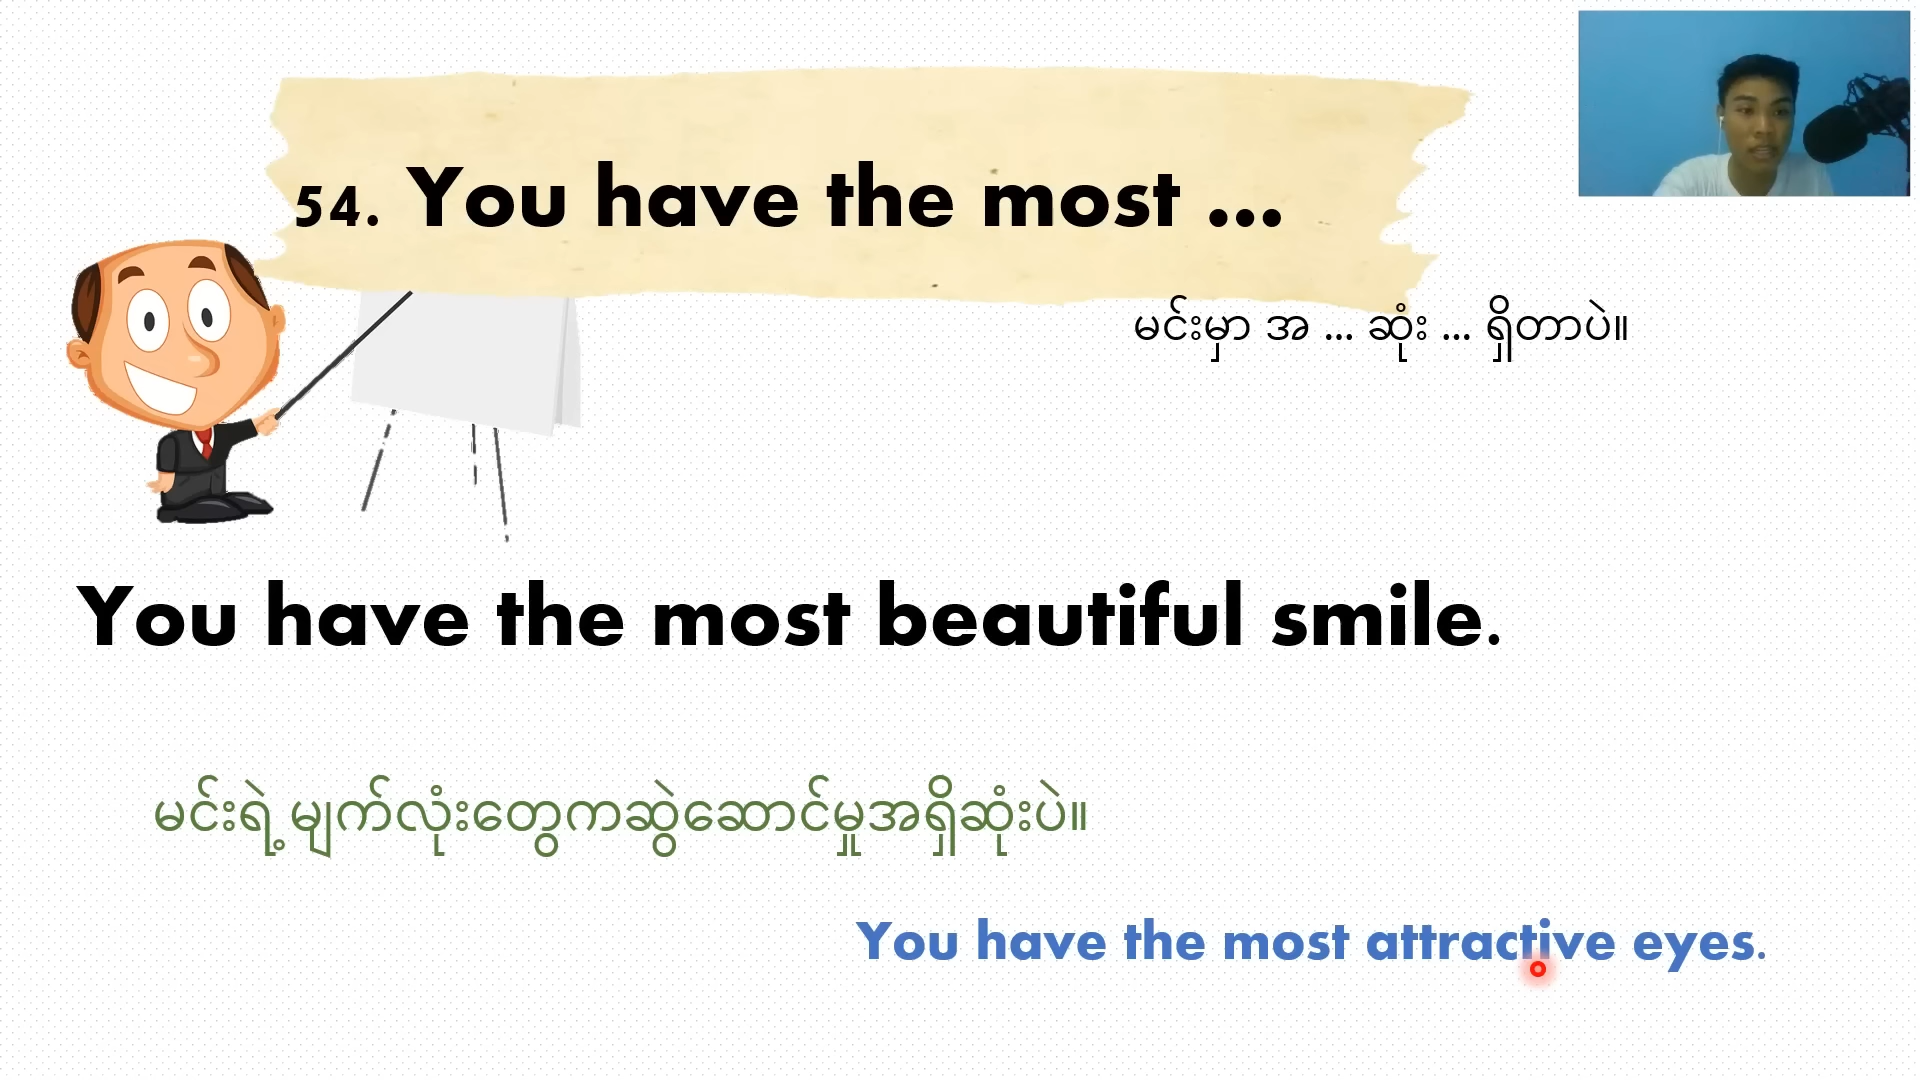 54. You have the most ...
မင်းမှာ အ ... ဆုံး ... ရှိတာပဲ။
You have the most beautiful smile.
မင်းရဲ့ မျက်လုံးတွေကဆွဲဆောင်မှုအရှိဆုံးပဲ။
You have the most attractive eyes.